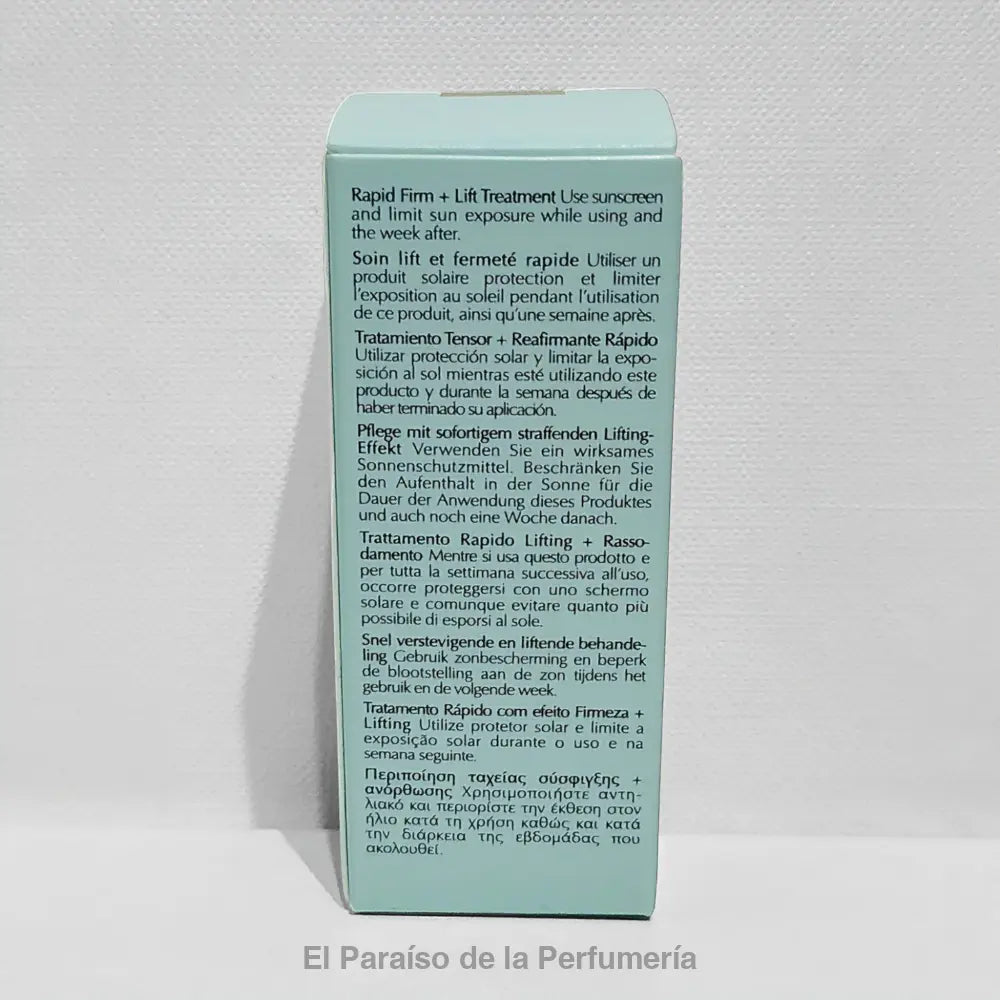 Rapid Firm + Lift Treatment Use sunscreen
and limit sun exposure while using and
the week after.
Soin lift et fermeté rapide Utiliser un
produit solaire protection et limiter
l'exposition au soleil pendant l'utilisation
de ce produit, ainsi qu'une semaine après.
Tratamiento Tensor + Reafirmante Rápido
Utilizar protección solar y limitar la expo-
sición al sol mientras esté utilizando este
producto y durante la semana después de
haber terminado su aplicación.
Pflege mit sofortigem straffenden Lifting-
Effekt Verwenden Sie ein wirksames
Sonnenschutzmittel. Beschränken Sie
den Aufenthalt in der Sonne für die
Dauer der Anwendung dieses Produktes
und auch noch eine Woche danach.
Trattamento Rapido Lifting + Rasso-
damento Mentre si usa questo prodotto e
per tutta la settimana successiva all'uso,
occorre proteggersi con uno schermo
solare e comunque evitare quanto più
possibile di esporsi al sole.
Snel verstevigende en liftende behande-
ling Gebruik zonbescherming en beperk
de blootstelling aan de zon tijdens het
gebruik en de volgende week.
Tratamento Rápido com efeito Firmeza +
Lifting Utilize protetor solar e limite a
exposição solar durante o uso e na
semana seguinte.
Περιποίηση ταχείας σύσφιγξης +
ανόρθωσης Χρησιμοποιήστε αντη-
λιακό και περιορίστε την έκθεση στον
ήλιο κατά τη χρήση καθώς και κατά
την διάρκεια της εβδομάδας που
ακολουθεί.
El Paraíso de la Perfumería